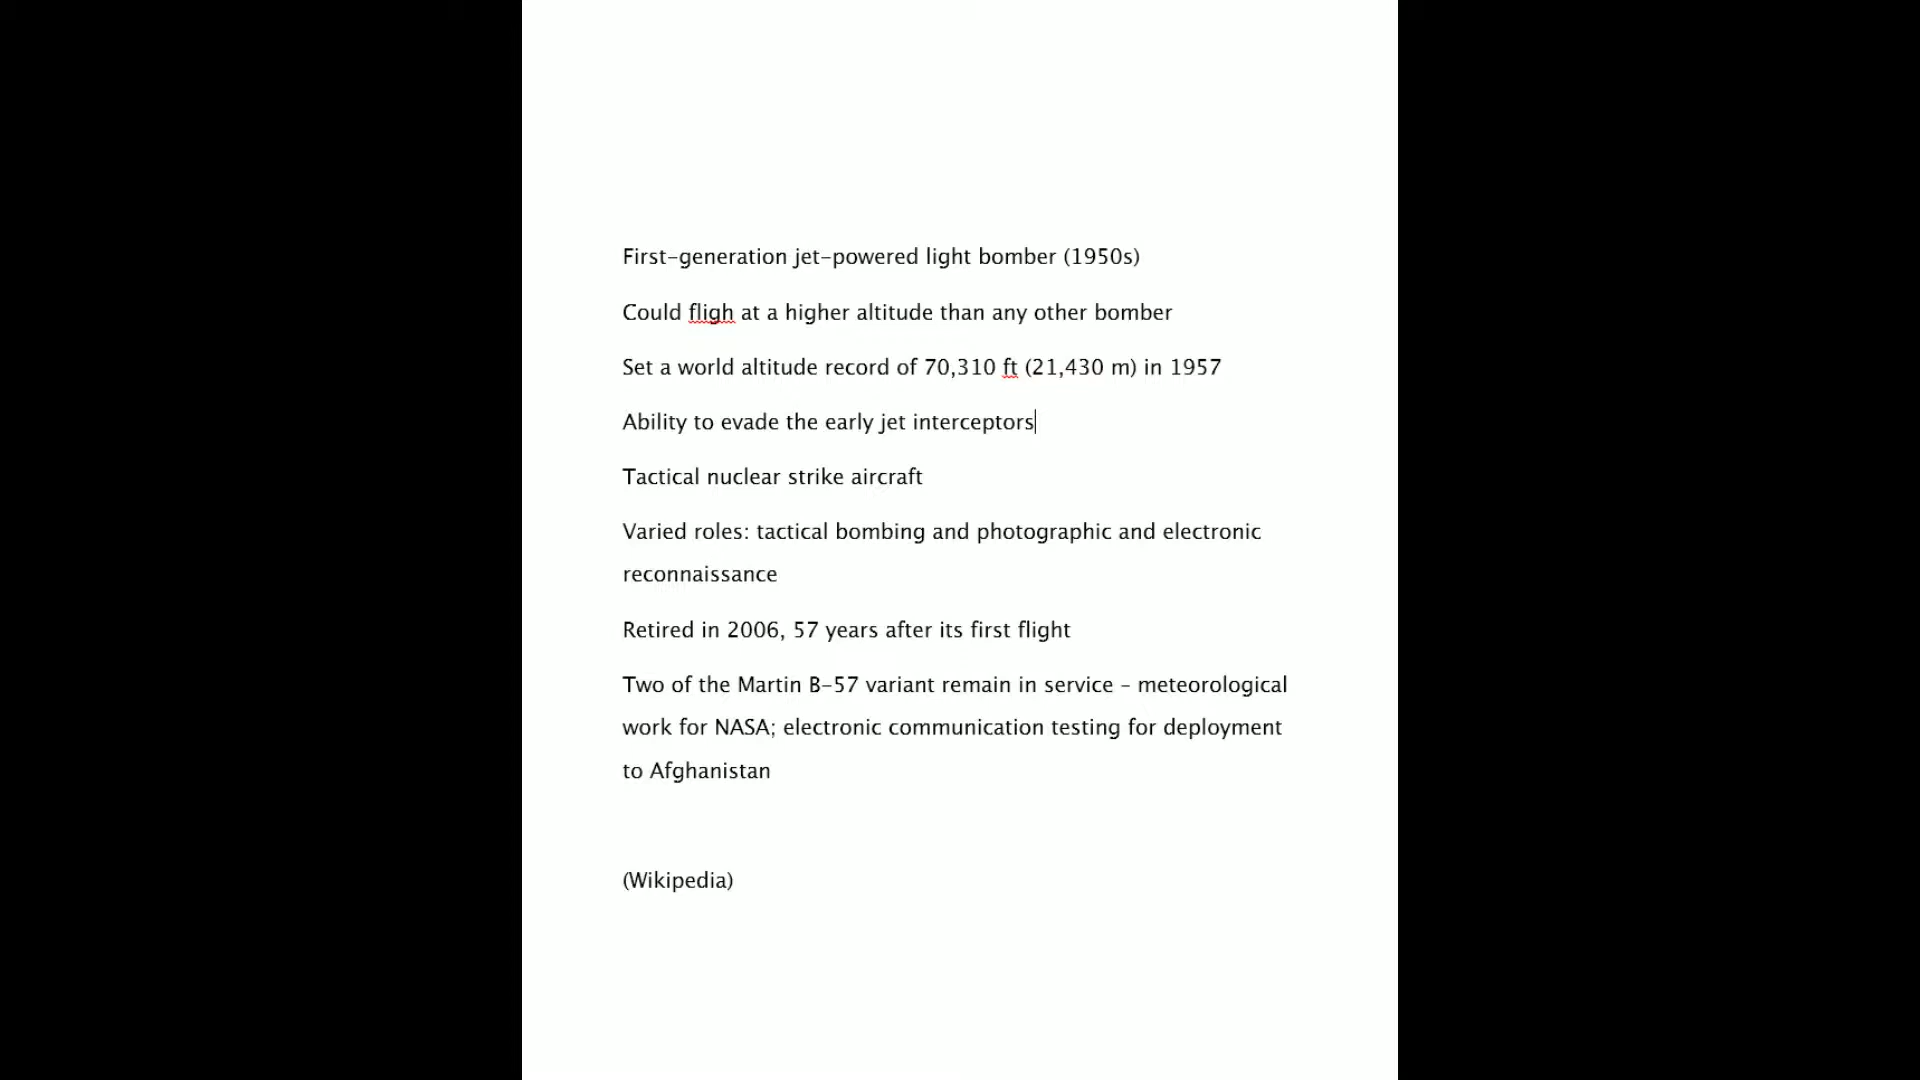 First-generation jet-powered light bomber (1950s)
Could fligh at a higher altitude than any other bomber
Set a world altitude record of 70,310 ft (21,430 m) in 1957
Ability to evade the early jet interceptors
Tactical nuclear strike aircraft
Varied roles: tactical bombing and photographic and electronic
reconnaissance
Retired in 2006, 57 years after its first flight
Two of the Martin B-57 variant remain in service – meteorological
work for NASA; electronic communication testing for deployment
to Afghanistan
(Wikipedia)